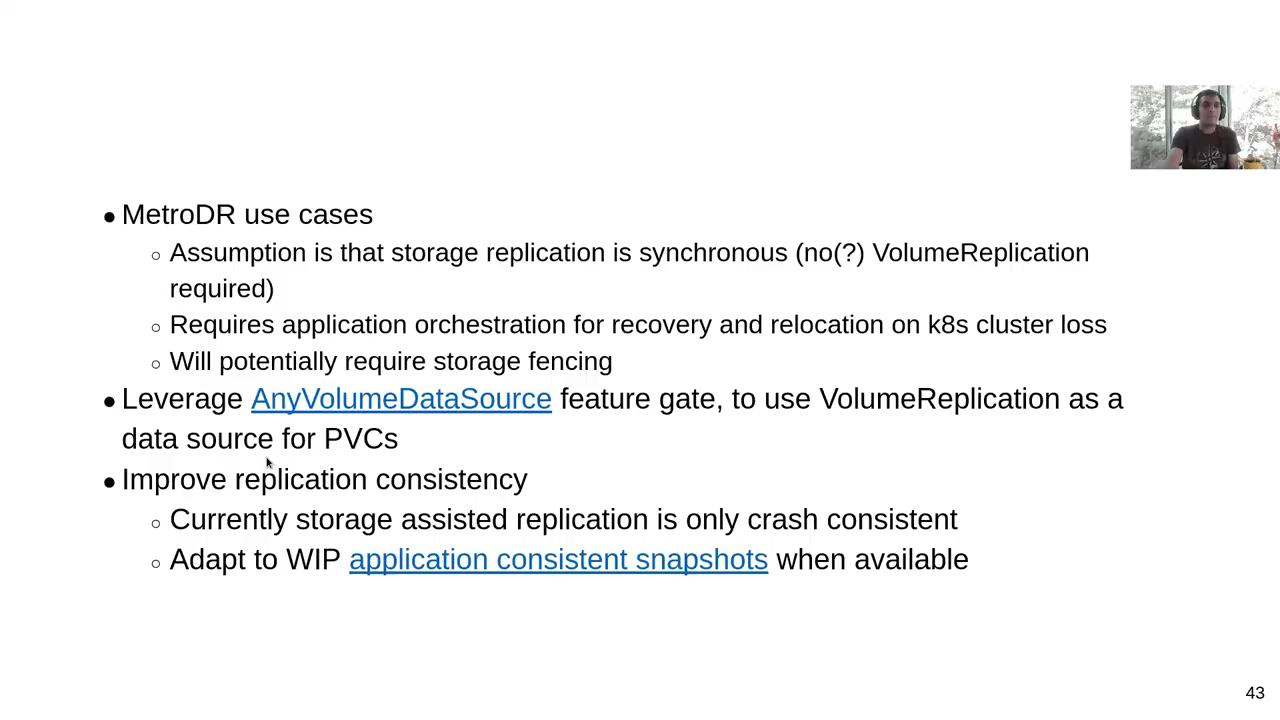 ● MetroDR use cases
○ Assumption is that storage replication is synchronous (no(?) VolumeReplication
required)
○ Requires application orchestration for recovery and relocation on k8s cluster loss
○ Will potentially require storage fencing
● Leverage AnyVolumeDataSource feature gate, to use VolumeReplication as a
data source for PVCs
● Improve replication consistency
○ Currently storage assisted replication is only crash consistent
○ Adapt to WIP application consistent snapshots when available
43